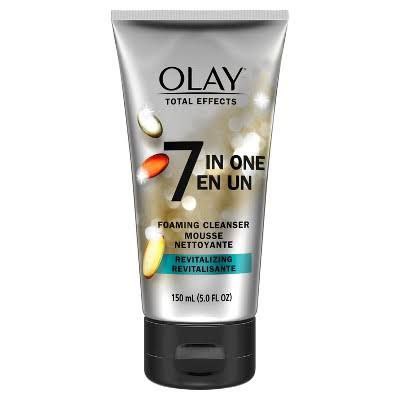 OLAY
TOTAL EFFECTS
7 IN ONE
EN UN
FOAMING CLEANSER
MOUSSE
NETTOYANTE
REVITALIZING
REVITALISANTE
150 mL (5.0 FL OZ)